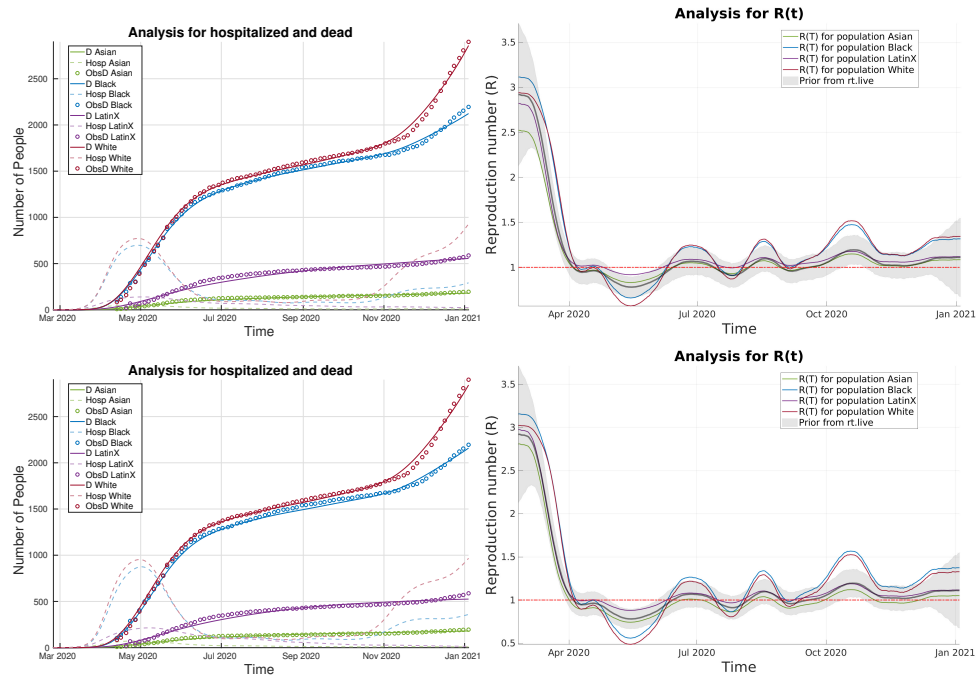 Analysis for hospitalized and dead
D Asian
Hosp Asian
ObsD Asian
D Black
Hosp Black
ObsD Black
D LatinX
Hosp LatinX
ObsD LatinX
D White
Hosp White
ObsD White
Number of People
2500
2000
1500
1000
500
0
Mar 2020
May 2020
Jul 2020
Sep 2020
Nov 2020
Jan 2021
Time
Analysis for R(t)
R(T) for population Asian
R(T) for population Black
R(T) for population LatinX
R(T) for population White
Prior from rt.live
Reproduction number (R)
3.5
3
2.5
2
1.5
1
Apr 2020
Jul 2020
Oct 2020
Jan 2021
Time
Analysis for hospitalized and dead
D Asian
Hosp Asian
ObsD Asian
D Black
Hosp Black
ObsD Black
D LatinX
Hosp LatinX
ObsD LatinX
D White
Hosp White
ObsD White
Number of People
2500
2000
1500
1000
500
0
Mar 2020
May 2020
Jul 2020
Sep 2020
Nov 2020
Jan 2021
Time
Analysis for R(t)
R(T) for population Asian
R(T) for population Black
R(T) for population LatinX
R(T) for population White
Prior from rt.live
Reproduction number (R)
3.5
3
2.5
2
1.5
1
0.5
Apr 2020
Jul 2020
Oct 2020
Jan 2021
Time